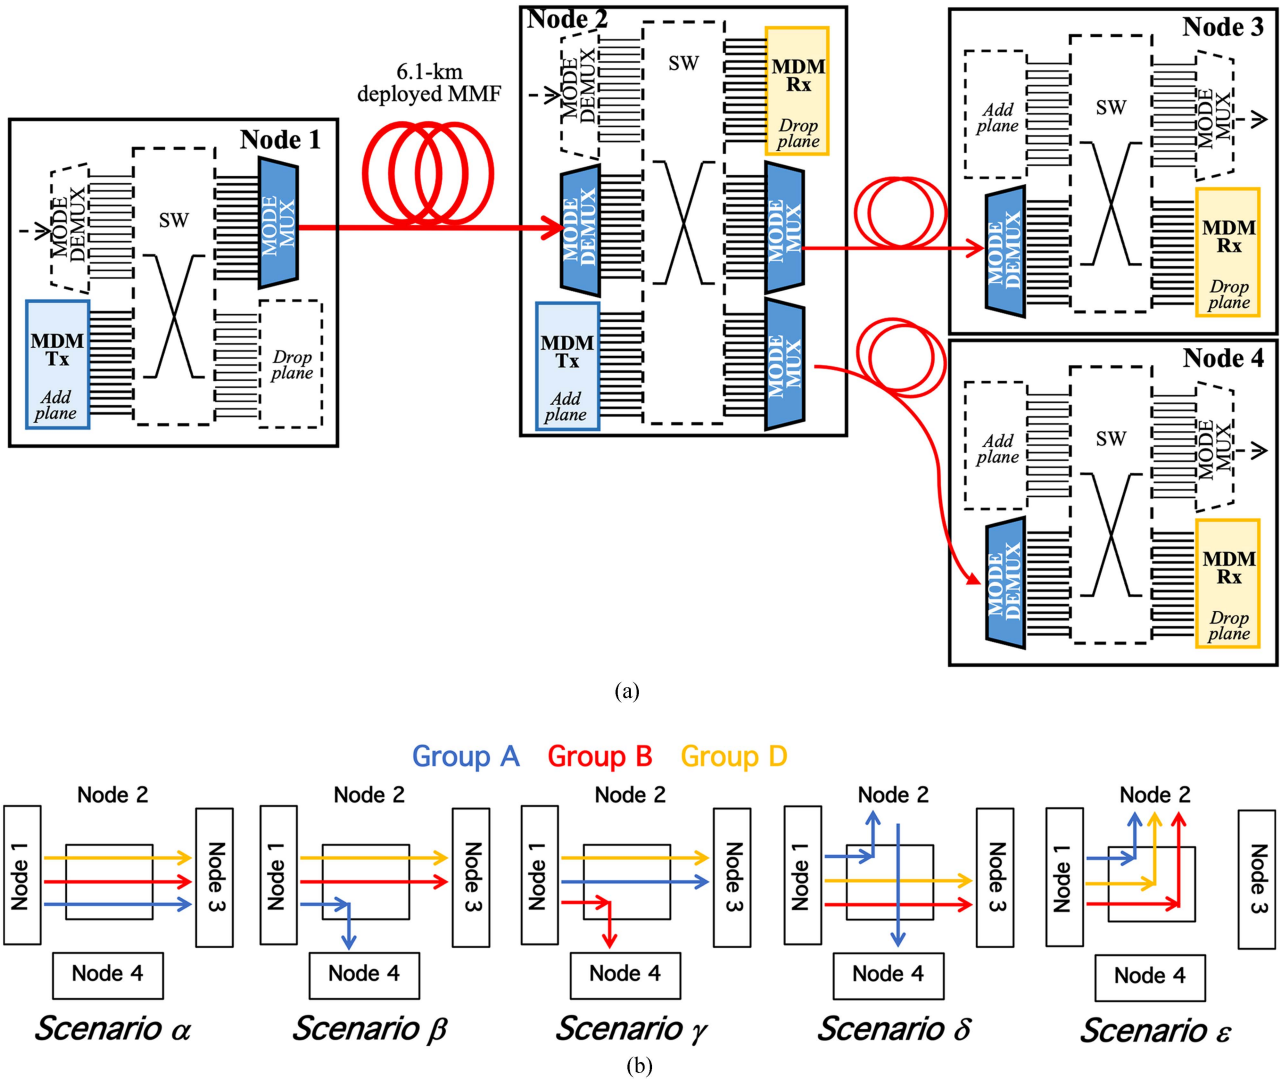 Node 1
MODE
DEMUX
SW
MODE
MUX
MDM
Tx
Add
plane
Drop
plane
6.1-km
deployed MMF
Node 2
MODE
DEMUX
SW
MDM
Rx
Drop
plane
MODE
DEMUX
MODE
MUX
MDM
Tx
Add
plane
MODE
MUX
Node 3
Add
plane
SW
MODE
MUX
MODE
DEMUX
MDM
Rx
Drop
plane
Node 4
Add
plane
SW
MODE
MUX
MODE
DEMUX
MDM
Rx
Drop
plane
(a)
Group A Group B Group D
Node 1
Node 2
Node 3
Node 4
Scenario α
Node 1
Node 2
Node 3
Node 4
Scenario β
Node 1
Node 2
Node 3
Node 4
Scenario γ
Node 1
Node 2
Node 3
Node 4
Scenario δ
Node 1
Node 2
Node 3
Node 4
Scenario ε
(b)